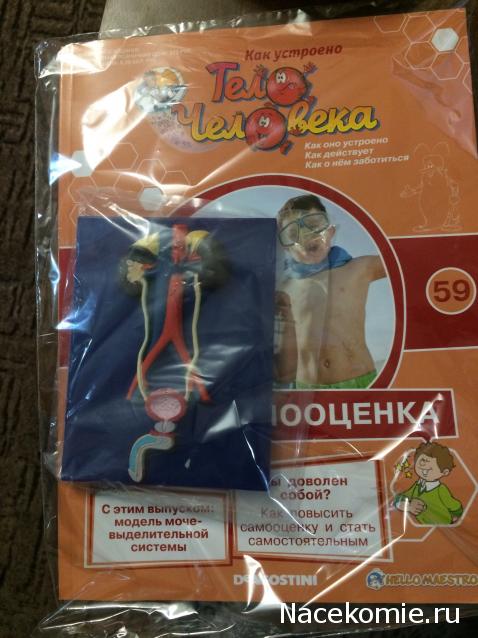 Как устроено
Тело
Человека
Как оно устроено
Как действует
Как о нём заботиться
59
ООЦЕНКА
С этим выпуском:
модель моче-
выделительной
системы
ы доволен
собой?
Как повысить
самооценку и стать
самостоятельным
DEAGOSTINI
HELLO MAESTRO
Nacekomie.ru